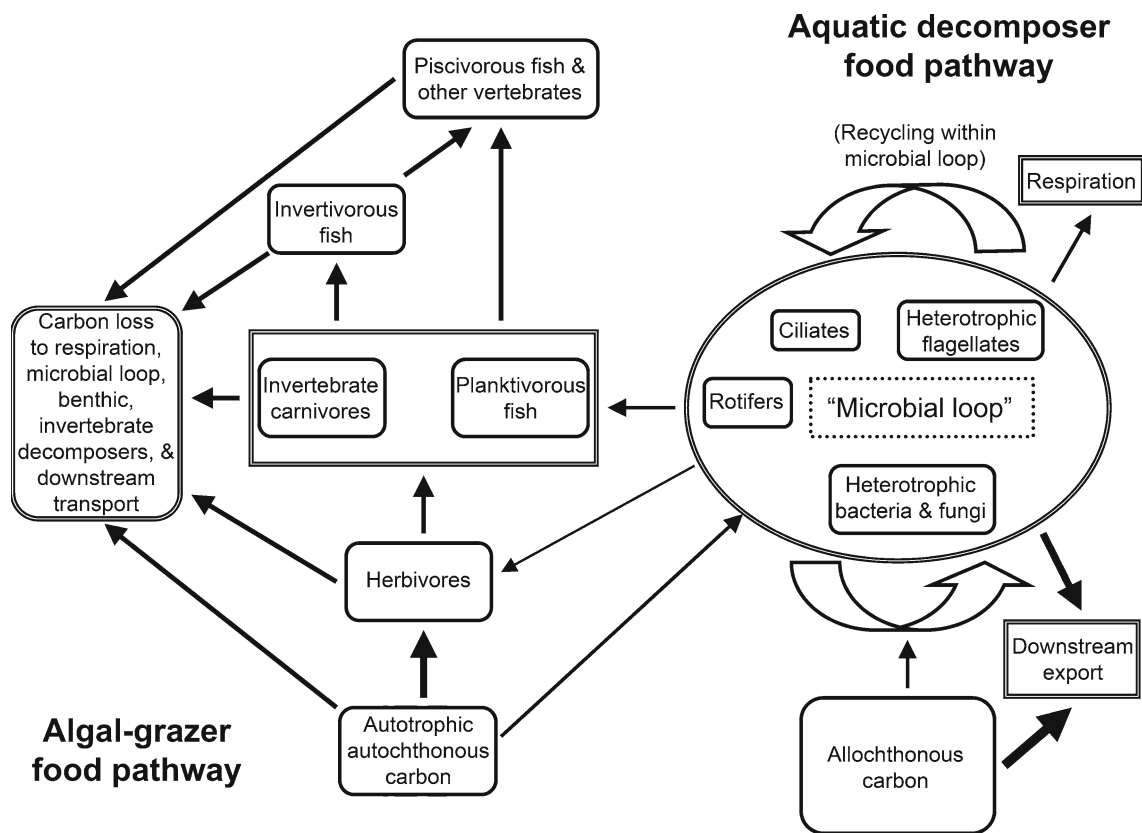 Aquatic decomposer
food pathway
Piscivorous fish &
other vertebrates
(Recycling within
microbial loop)
Respiration
Invertivorous
fish
Carbon loss
to respiration,
microbial loop,
benthic,
invertebrate
decomposers, &
downstream
transport
Invertebrate
carnivores
Planktivorous
fish
Ciliates
Heterotrophic
flagellates
Rotifers
“Microbial loop”
Heterotrophic
bacteria & fungi
Herbivores
Downstream
export
Algal-grazer
food pathway
Autotrophic
autochthonous
carbon
Allochthonous
carbon